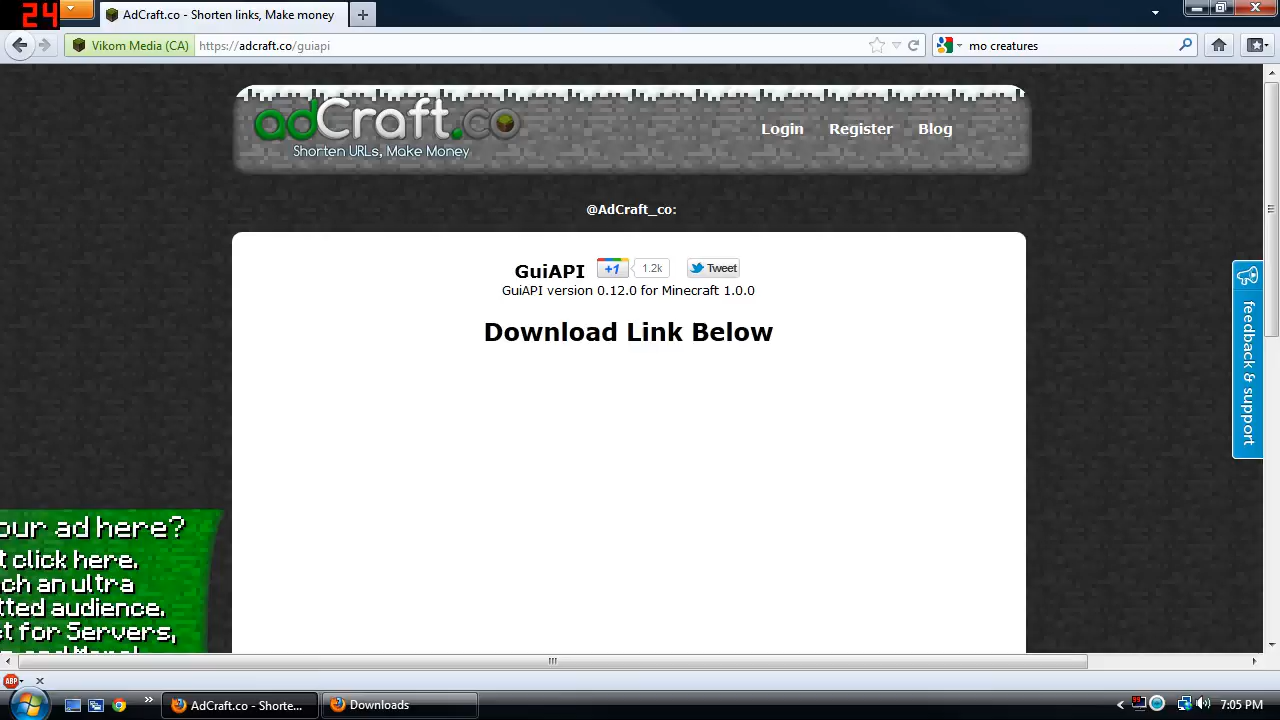 24
AdCraft.co - Shorten links, Make money
Vikom Media (CA)
https://adcraft.co/guiapi
mo creatures
adCraft.co
Shorten URLs, Make Money
Login
Register
Blog
@AdCraft_co:
GuiAPI
+1
1.2k
Tweet
GuiAPI version 0.12.0 for Minecraft 1.0.0
Download Link Below
feedback & support
our ad here?
t click here.
ch an ultra
tted audience.
st for Servers,
ABP
AdCraft.co - Shorte...
Downloads
7:05 PM